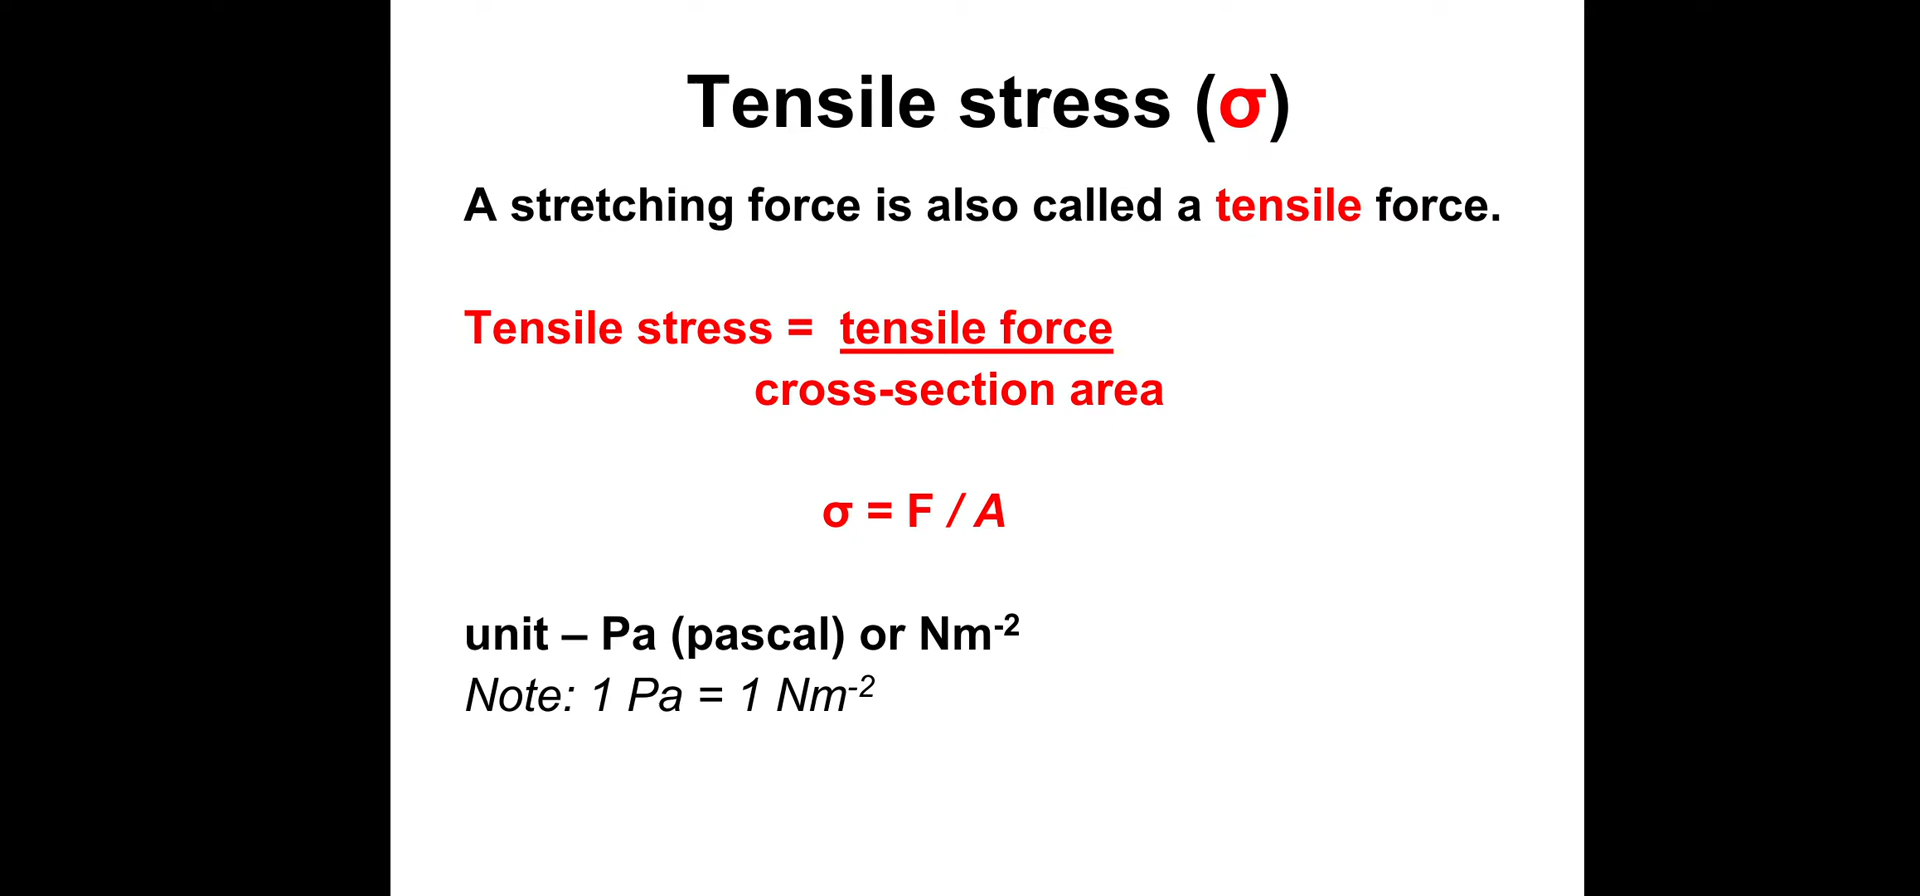 Tensile stress (σ)
A stretching force is also called a tensile force.
Tensile stress = tensile force
cross-section area
σ = F / A
unit – Pa (pascal) or Nm⁻²
Note: 1 Pa = 1 Nm⁻²